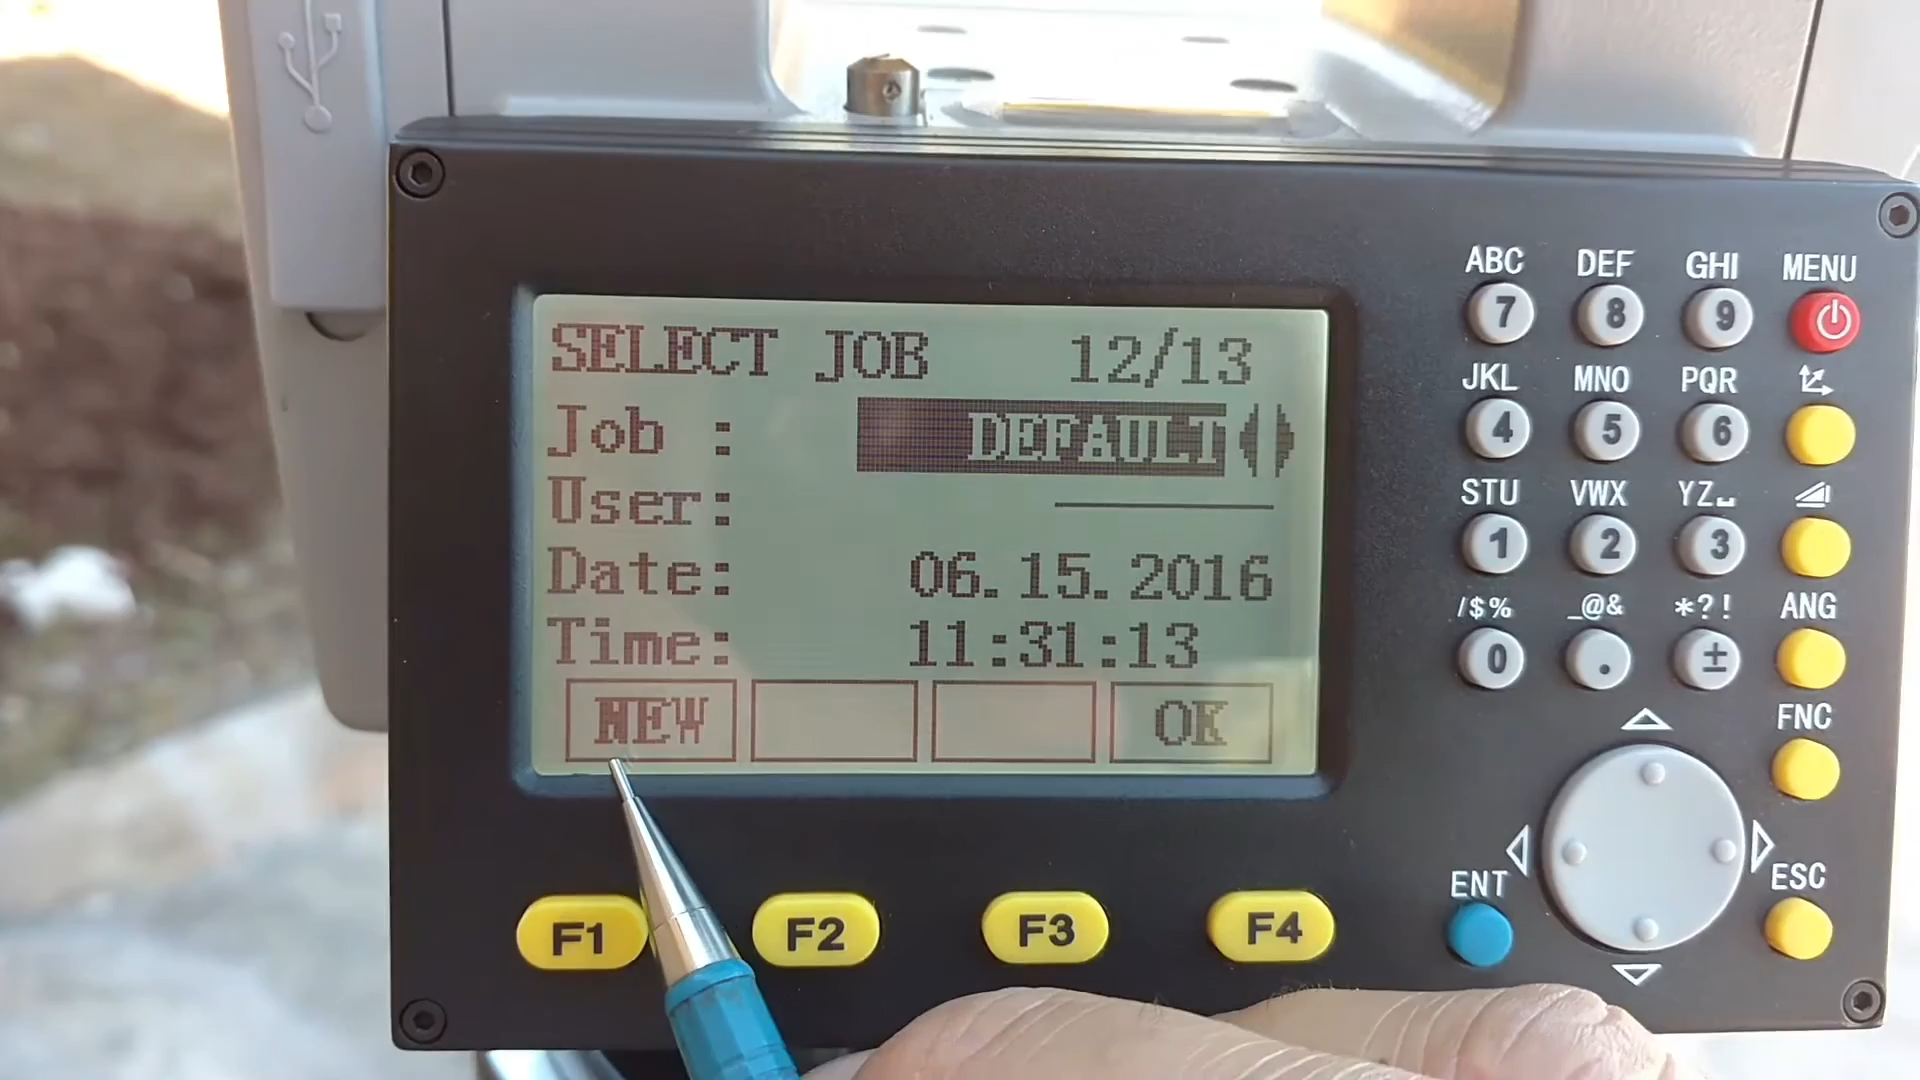 SELECT JOB 12/13
Job : DEFAULT
User:
Date: 06.15.2016
Time: 11:31:13
NEW OK
F1 F2 F3 F4
ABC DEF GHI MENU
7 8 9
JKL MNO PQR
4 5 6
STU VWX YZ␣
1 2 3
/$% _@& *?! ANG
0 . ±
FNC
ENT ESC